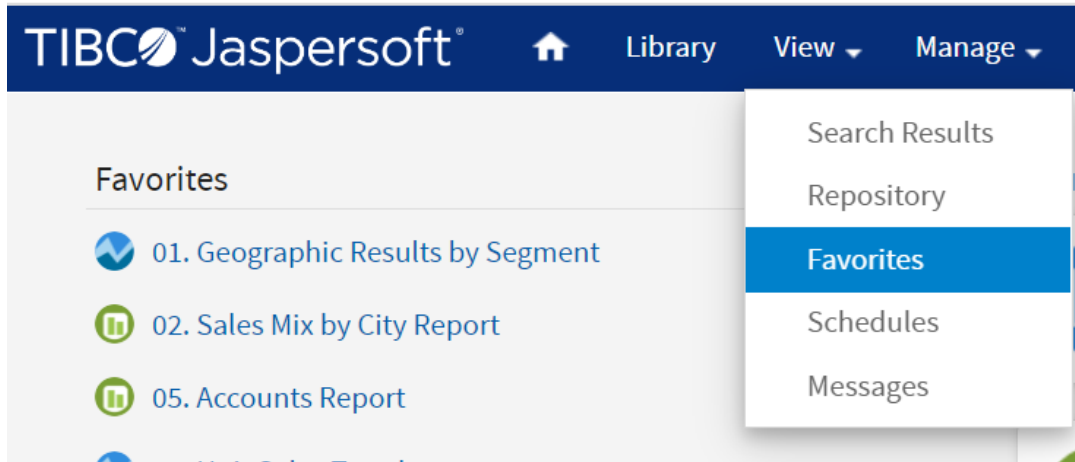 TIBCO™ Jaspersoft® Library View Manage
Search Results
Repository
Favorites
Schedules
Messages
Favorites
01. Geographic Results by Segment
02. Sales Mix by City Report
05. Accounts Report